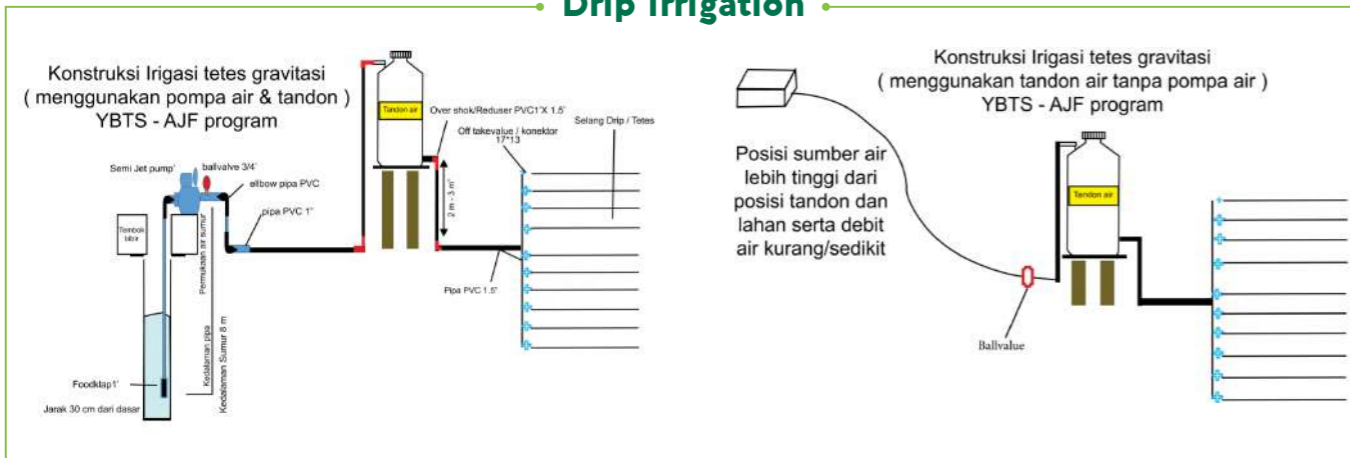 Drip Irrigation
Konstruksi Irigasi tetes gravitasi
( menggunakan pompa air & tandon )
YBTS - AJF program
Semi Jet pump'
ballvalve 3/4'
ellbow pipa PVC
pipa PVC 1"
Tembok
bibir
Permukaan air sumur
Kedalaman pipa
Kedalaman Sumur 8 m
Foodklap1'
Jarak 30 cm dari dasar
Tandon air
Over shok/Reduser PVC1'X 1.5'
Off takevalue / konektor
17*13
Selang Drip / Tetes
2 m - 3 m'
Pipa PVC 1.5"
Konstruksi Irigasi tetes gravitasi
( menggunakan tandon air tanpa pompa air )
YBTS - AJF program
Posisi sumber air
lebih tinggi dari
posisi tandon dan
lahan serta debit
air kurang/sedikit
Tandon air
Ballvalue